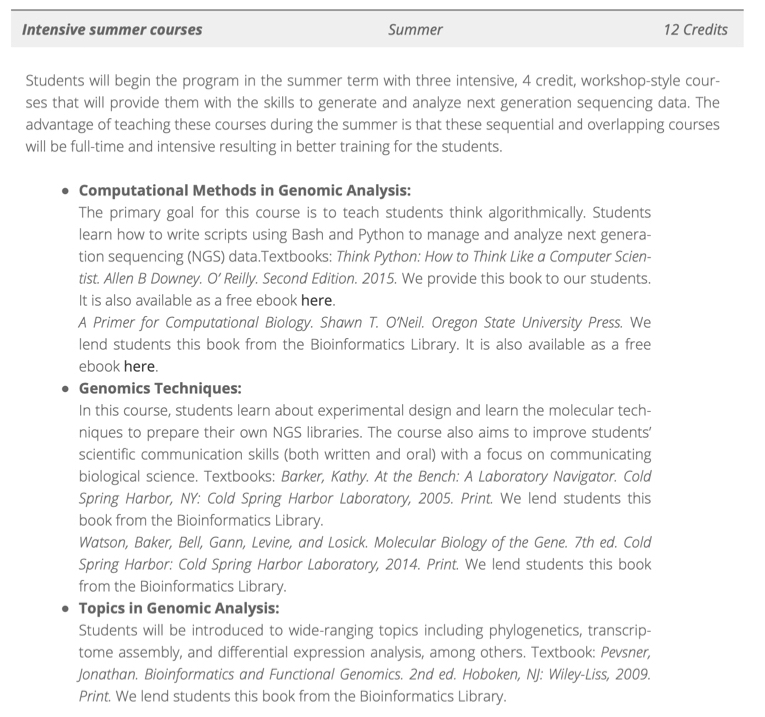 Intensive summer courses Summer 12 Credits
Students will begin the program in the summer term with three intensive, 4 credit, workshop-style cour-
ses that will provide them with the skills to generate and analyze next generation sequencing data. The
advantage of teaching these courses during the summer is that these sequential and overlapping courses
will be full-time and intensive resulting in better training for the students.
• Computational Methods in Genomic Analysis:
The primary goal for this course is to teach students think algorithmically. Students
learn how to write scripts using Bash and Python to manage and analyze next genera-
tion sequencing (NGS) data.Textbooks: Think Python: How to Think Like a Computer Scien-
tist. Allen B Downey. O’ Reilly. Second Edition. 2015. We provide this book to our students.
It is also available as a free ebook here.
A Primer for Computational Biology. Shawn T. O’Neil. Oregon State University Press. We
lend students this book from the Bioinformatics Library. It is also available as a free
ebook here.
• Genomics Techniques:
In this course, students learn about experimental design and learn the molecular tech-
niques to prepare their own NGS libraries. The course also aims to improve students’
scientific communication skills (both written and oral) with a focus on communicating
biological science. Textbooks: Barker, Kathy. At the Bench: A Laboratory Navigator. Cold
Spring Harbor, NY: Cold Spring Harbor Laboratory, 2005. Print. We lend students this
book from the Bioinformatics Library.
Watson, Baker, Bell, Gann, Levine, and Losick. Molecular Biology of the Gene. 7th ed. Cold
Spring Harbor: Cold Spring Harbor Laboratory, 2014. Print. We lend students this book
from the Bioinformatics Library.
• Topics in Genomic Analysis:
Students will be introduced to wide-ranging topics including phylogenetics, transcrip-
tome assembly, and differential expression analysis, among others. Textbook: Pevsner,
Jonathan. Bioinformatics and Functional Genomics. 2nd ed. Hoboken, NJ: Wiley-Liss, 2009.
Print. We lend students this book from the Bioinformatics Library.